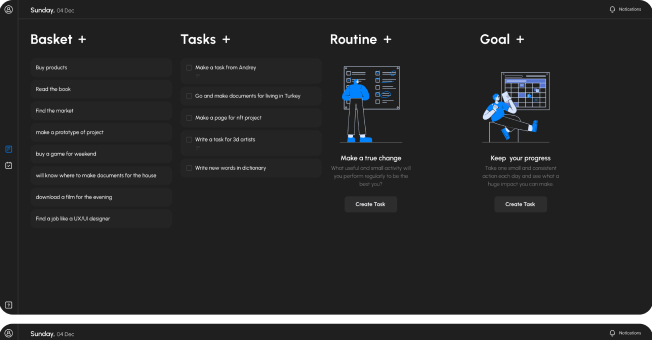 Sunday, 04 Dec
Notications
Basket +
Buy products
Read the book
Find the market
make a prototype of project
buy a game for weekend
will know where to make documents for the house
download a film for the evening
Find a job like a UX/UI designer
Tasks +
Make a task from Andrey
Go and make documents for living in Turkey
Make a page for nft project
Write a task for 3d artists
Write new words in dictionary
Routine +
Make a true change
What useful and small activity will
you perform regularly to be the
best you?
Create Task
Goal +
Keep your progress
Take one small and consistent
action each day and see what a
huge impact you can make.
Create Task
Sunday, 04 Dec
Notications